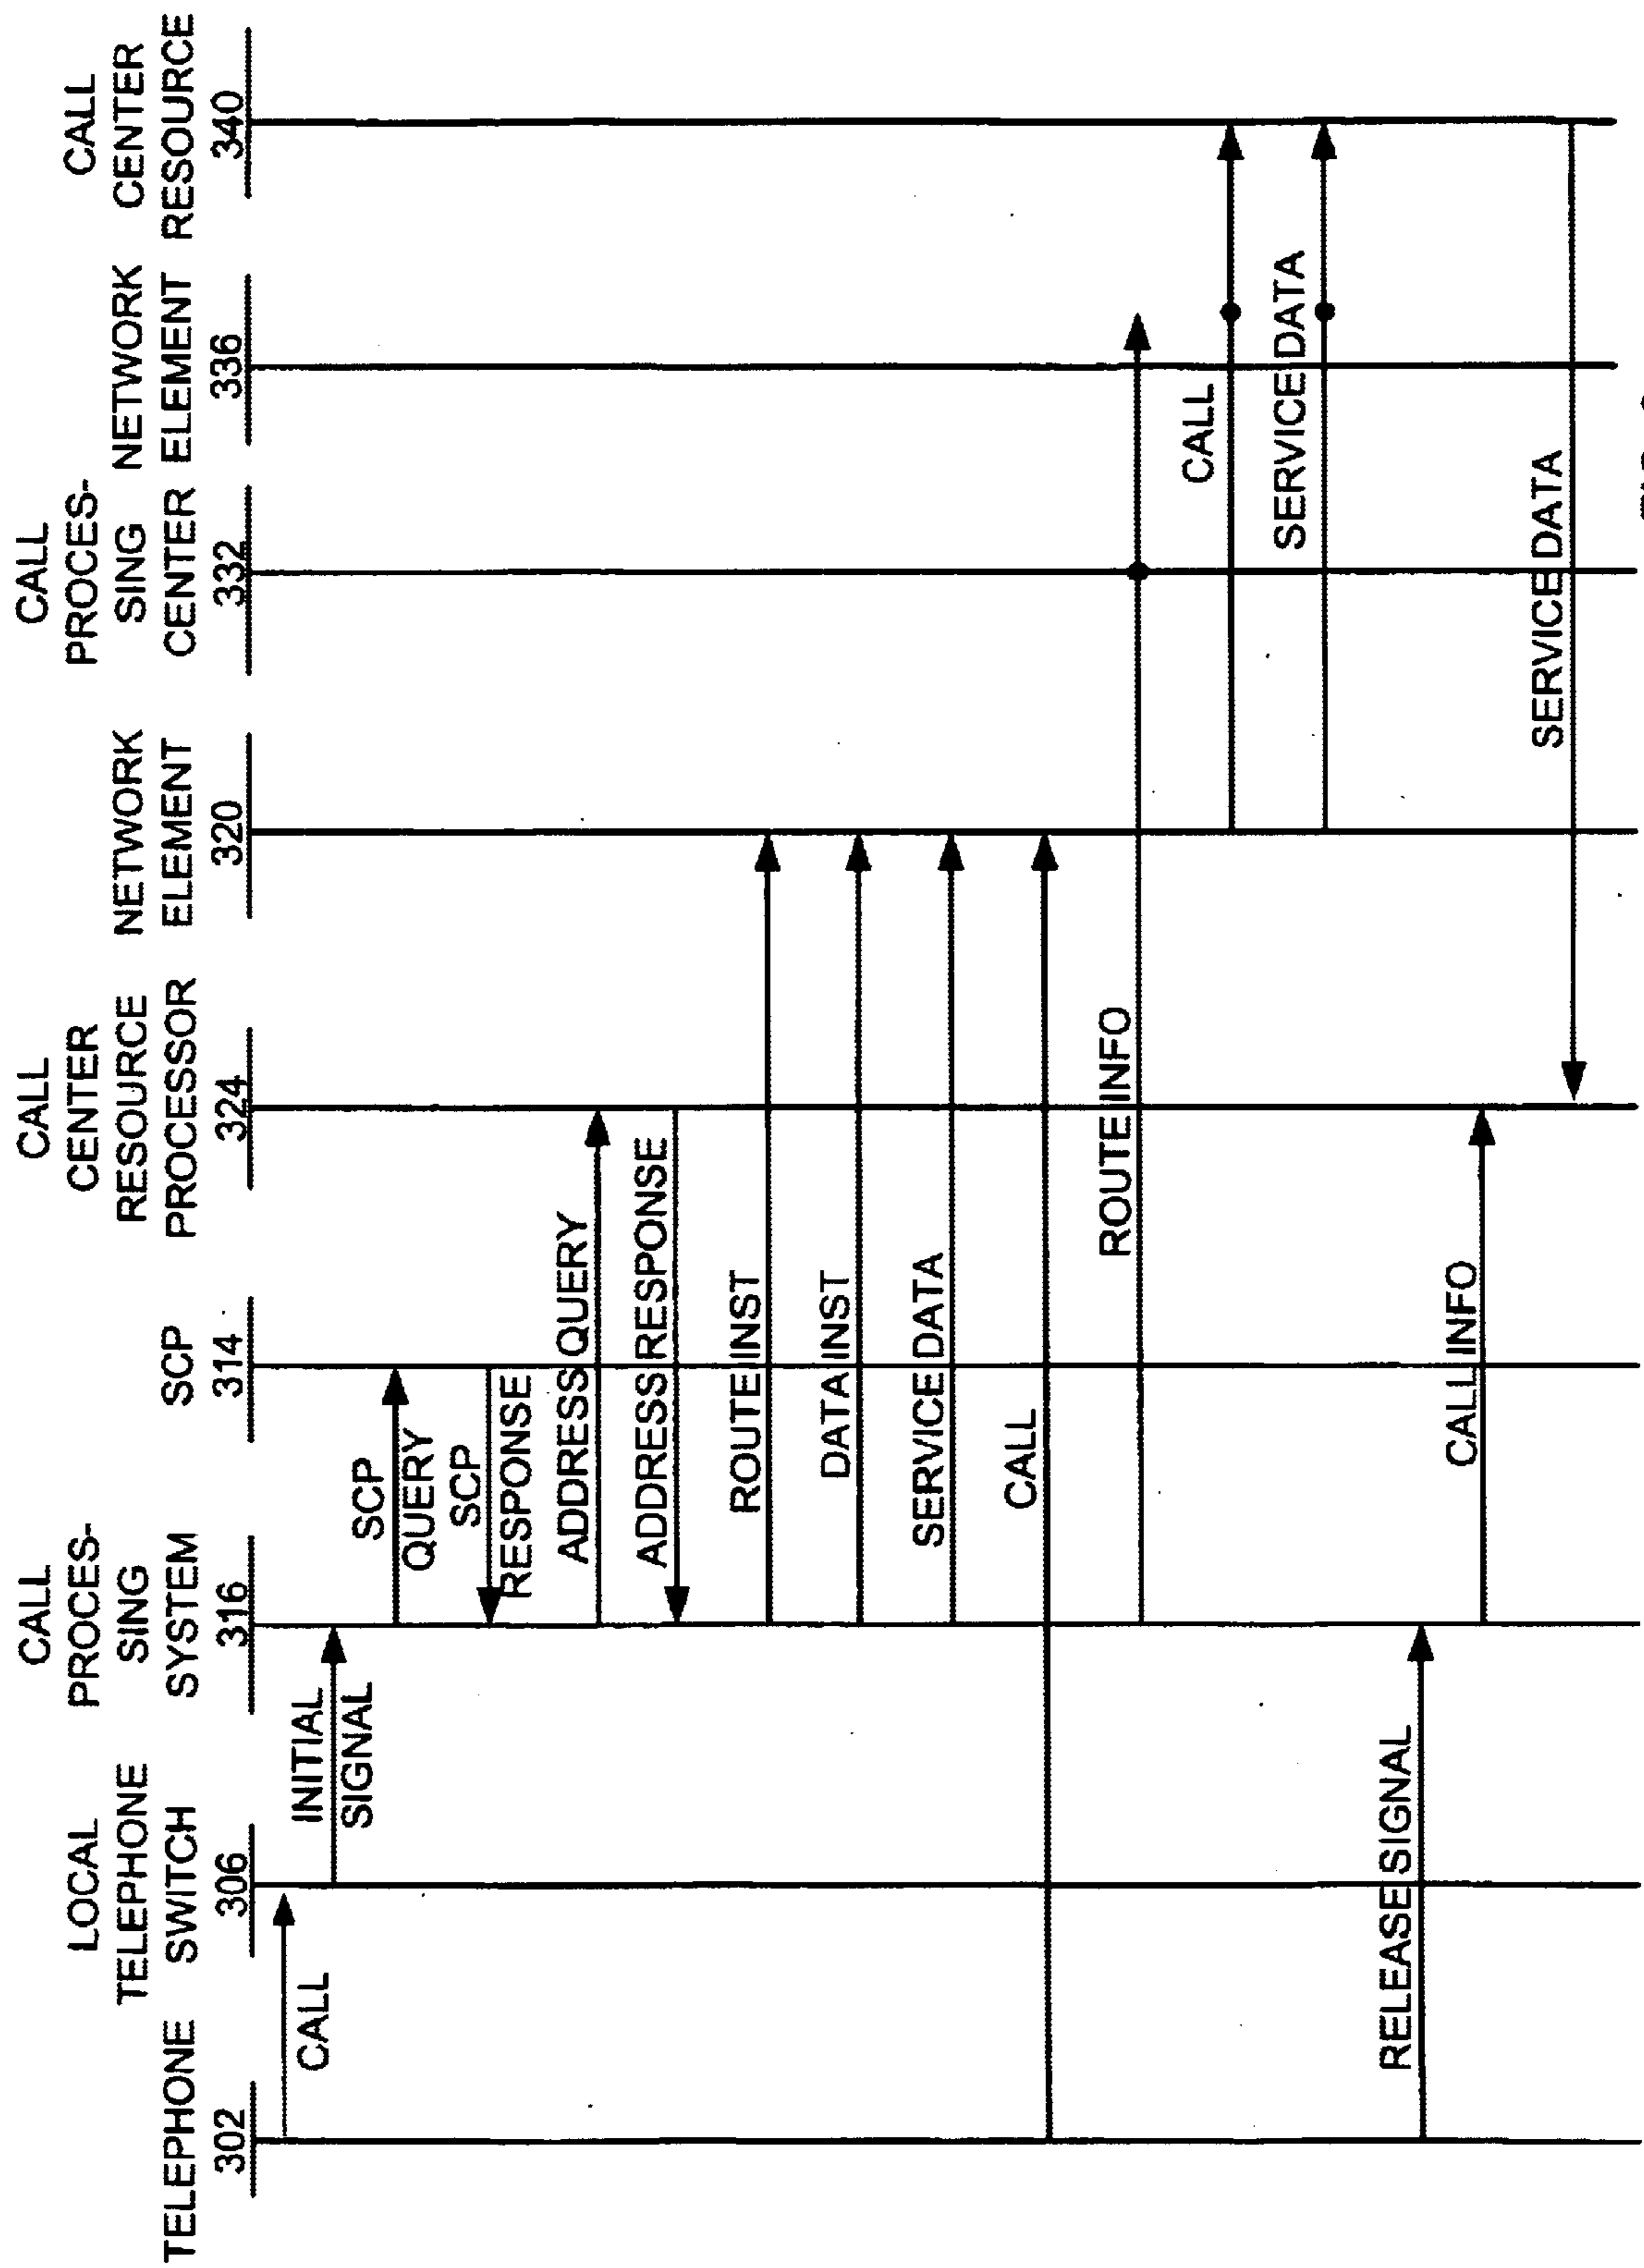 TELEPHONE
302
LOCAL
TELEPHONE
SWITCH
306
CALL
PROCES-
SING
SYSTEM
316
SCP
314
CALL
CENTER
RESOURCE
PROCESSOR
324
NETWORK
ELEMENT
320
CALL
PROCES-
SING
CENTER
332
NETWORK
ELEMENT
336
CALL
CENTER
RESOURCE
340
CALL
INITIAL
SIGNAL
SCP
QUERY
SCP
RESPONSE
ADDRESS QUERY
ADDRESS RESPONSE
ROUTE INST
DATA INST
SERVICE DATA
CALL
ROUTE INFO
CALL
SERVICE DATA
RELEASE SIGNAL
CALL INFO
SERVICE DATA